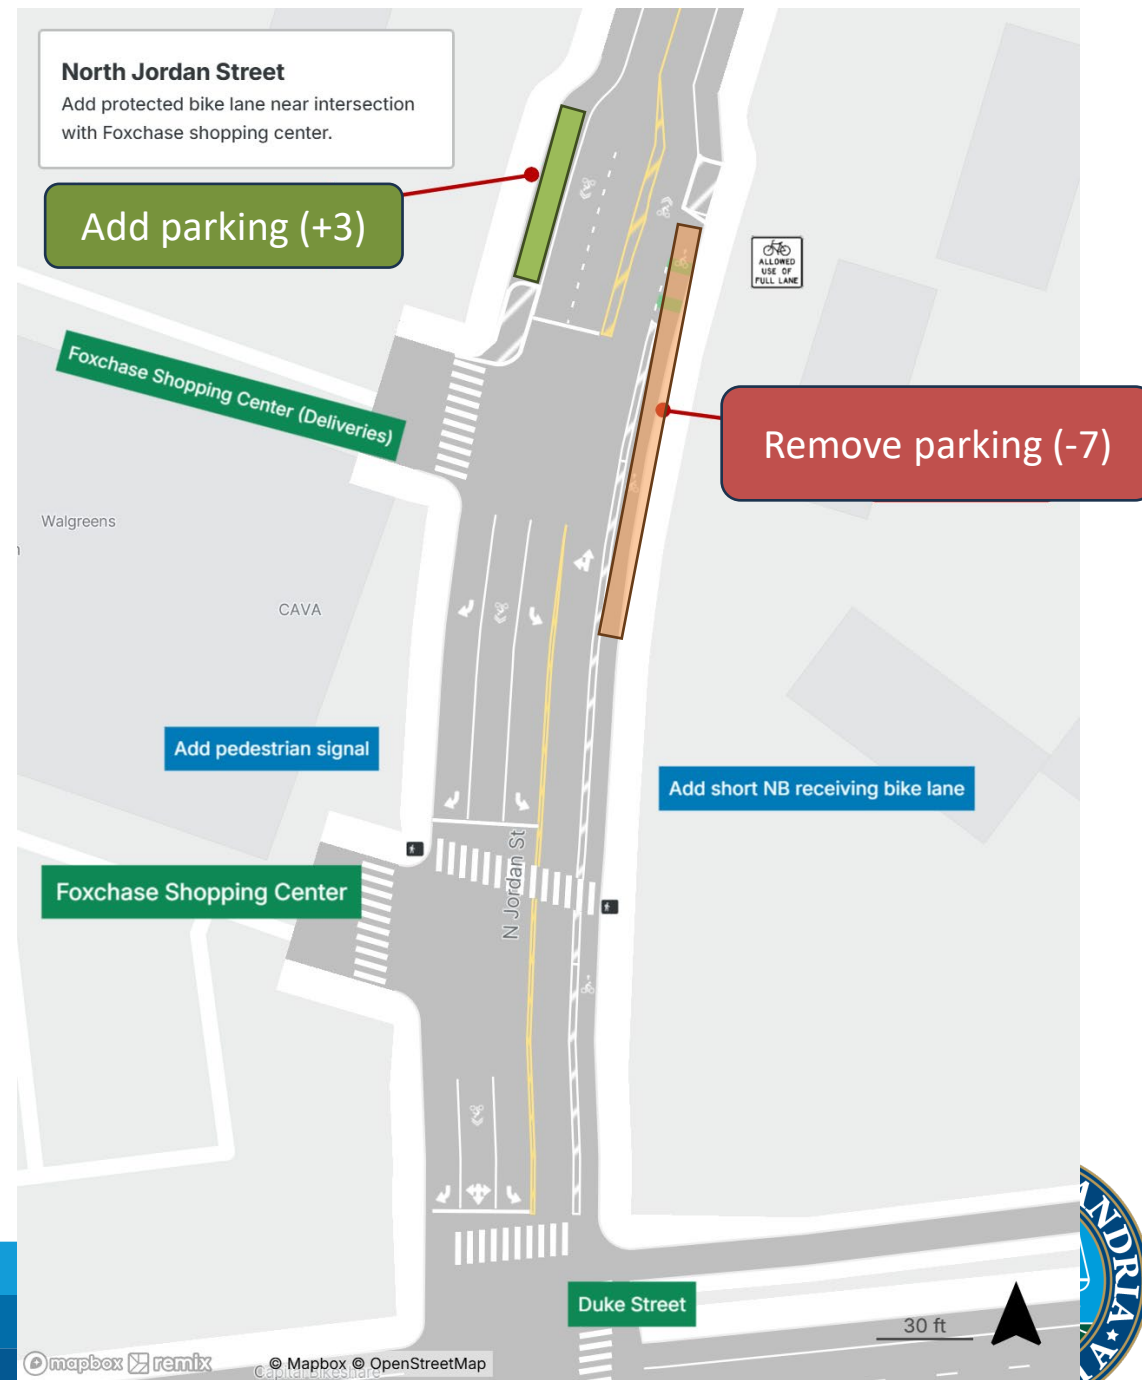 North Jordan Street
Add protected bike lane near intersection
with Foxchase shopping center.
Add parking (+3)
ALLOWED
USE OF
FULL LANE
Foxchase Shopping Center (Deliveries)
Remove parking (-7)
Walgreens
CAVA
Add pedestrian signal
Add short NB receiving bike lane
N Jordan St
Foxchase Shopping Center
Duke Street
30 ft
mapbox
remix
© Mapbox © OpenStreetMap
Capital Bikeshare